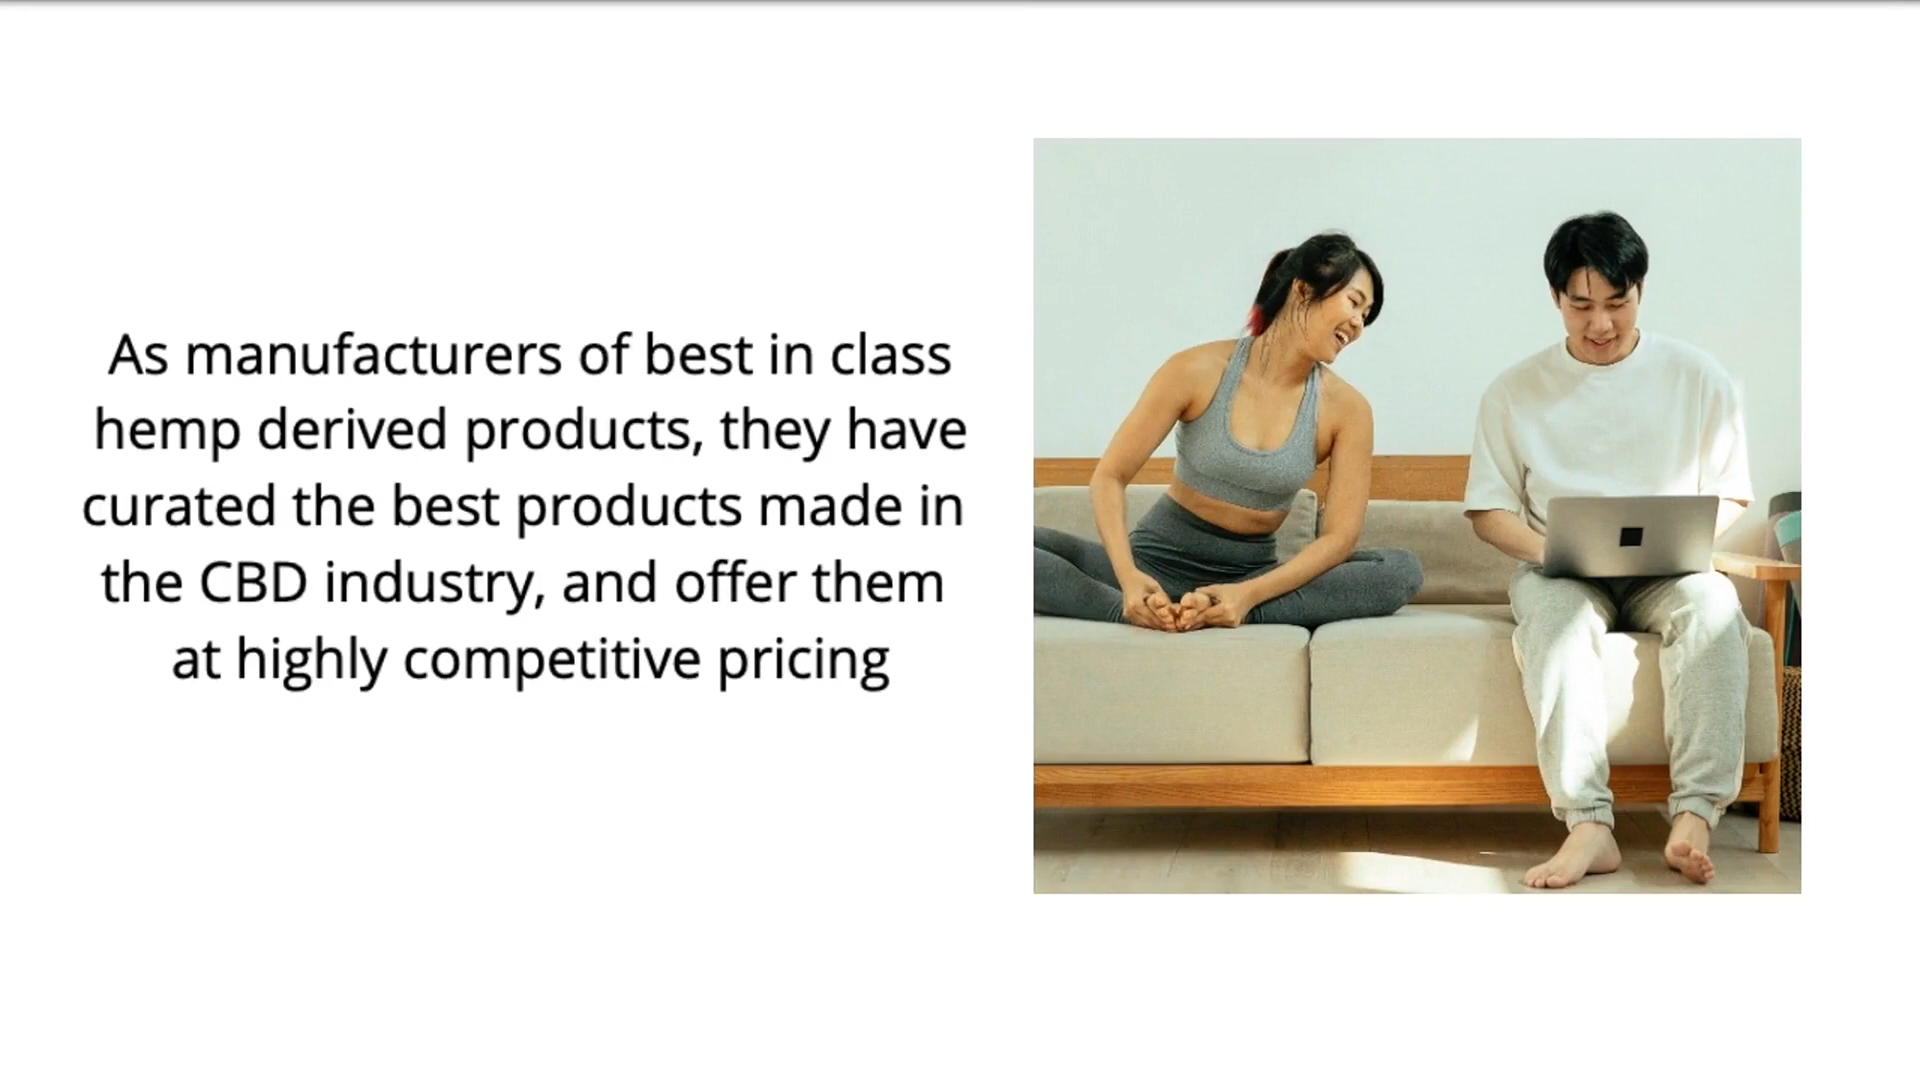 As manufacturers of best in class
hemp derived products, they have
curated the best products made in
the CBD industry, and offer them
at highly competitive pricing